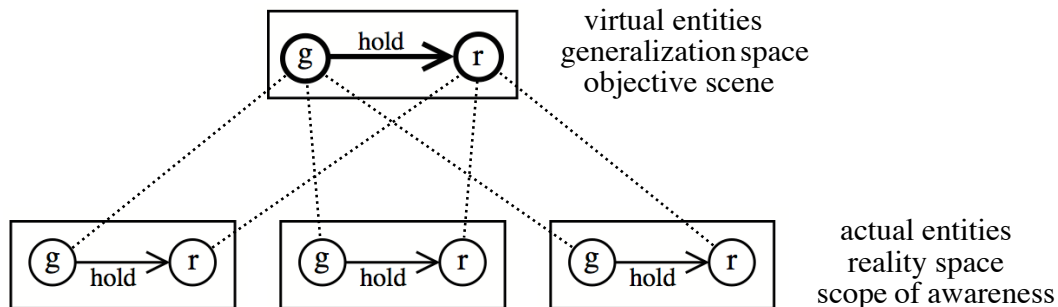 g hold r
virtual entities
generalization space
objective scene
g hold r
g hold r
g hold r
actual entities
reality space
scope of awareness